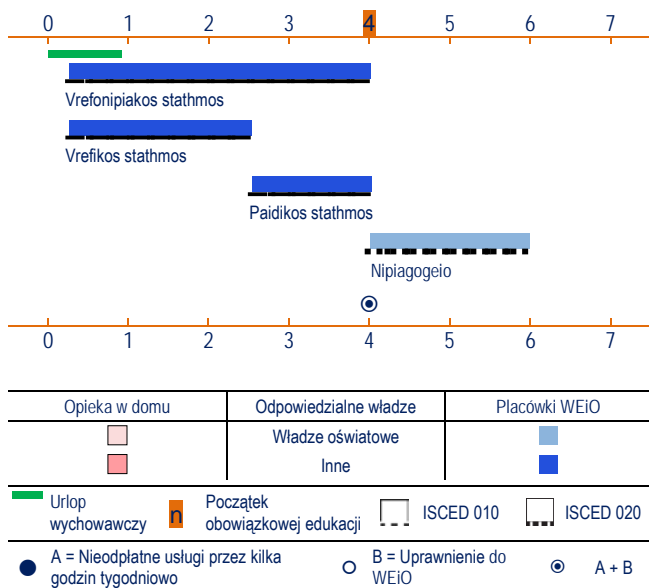 0 1 2 3 4 5 6 7
Vrefonipiakos stathmos
Vrefikos stathmos
Paidikos stathmos
Nipiagogeio
0 1 2 3 4 5 6 7
Opieka w domu Odpowiedzialne władze Placówki WEiO
Władze oświatowe
Inne
Urlop
wychowawczy
n
Początek
obowiązkowej edukacji
ISCED 010
ISCED 020
A = Nieodpłatne usługi przez kilka
godzin tygodniowo
B = Uprawnienie do
WEiO
A + B